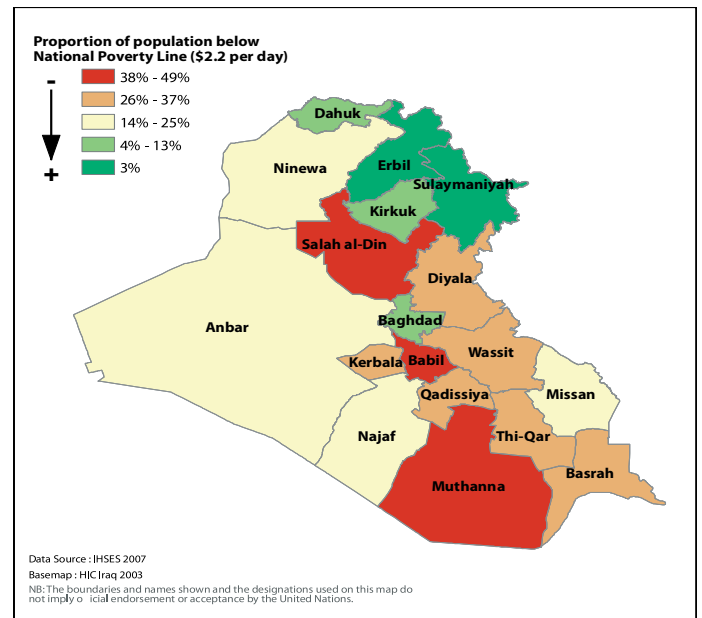 Proportion of population below
National Poverty Line ($2.2 per day)
-
38% - 49%
26% - 37%
14% - 25%
4% - 13%
3%
+
Dahuk
Ninewa
Erbil
Sulaymaniyah
Kirkuk
Salah al-Din
Diyala
Anbar
Baghdad
Kerbala
Babil
Wassit
Qadissiya
Missan
Najaf
Thi-Qar
Basrah
Muthanna
Data Source : IHSES 2007
Basemap : HIC Iraq 2003
NB: The boundaries and names shown and the designations used on this map do
not imply o icial endorsement or acceptance by the United Nations.